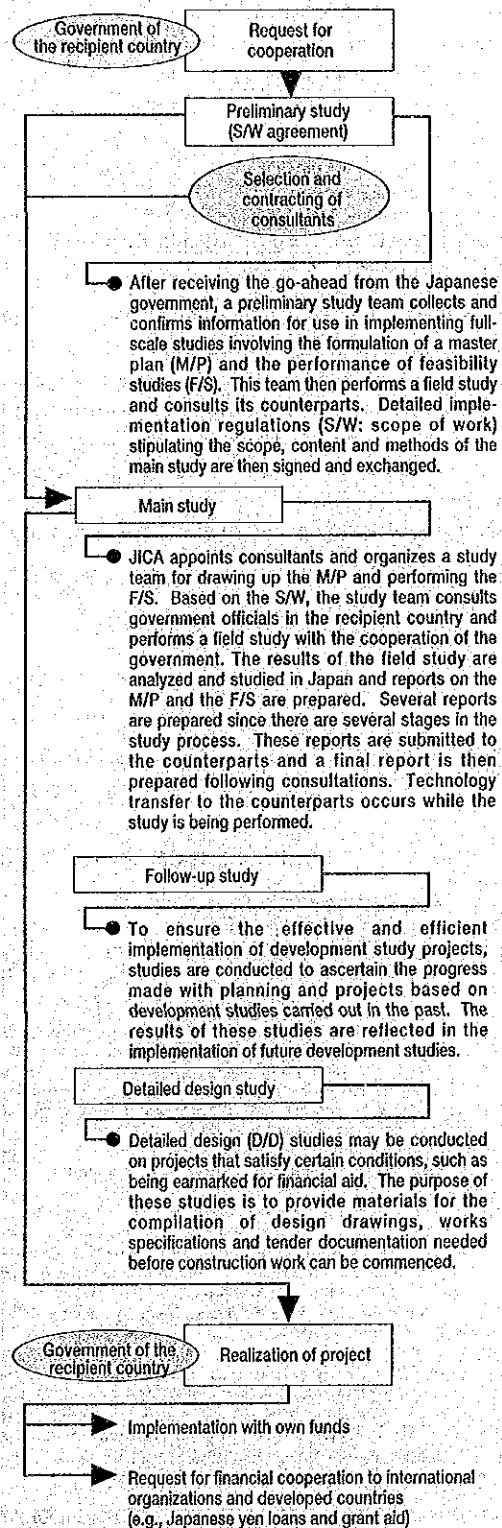 Government of
the recipient country
Request for
cooperation
Preliminary study
(S/W agreement)
Selection and
contracting of
consultants
After receiving the go-ahead from the Japanese
government, a preliminary study team collects and
confirms information for use in implementing full-
scale studies involving the formulation of a master
plan (M/P) and the performance of feasibility
studies (F/S). This team then performs a field study
and consults its counterparts. Detailed imple-
mentation regulations (S/W: scope of work)
stipulating the scope, content and methods of the
main study are then signed and exchanged.
Main study
JICA appoints consultants and organizes a study
team for drawing up the M/P and performing the
F/S. Based on the S/W, the study team consults
government officials in the recipient country and
performs a field study with the cooperation of the
government. The results of the field study are
analyzed and studied in Japan and reports on the
M/P and the F/S are prepared. Several reports
are prepared since there are several stages in the
study process. These reports are submitted to
the counterparts and a final report is then
prepared following consultations. Technology
transfer to the counterparts occurs while the
study is being performed.
Follow-up study
To ensure the effective and efficient
implementation of development study projects,
studies are conducted to ascertain the progress
made with planning and projects based on
development studies carried out in the past. The
results of these studies are reflected in the
implementation of future development studies.
Detailed design study
Detailed design (D/D) studies may be conducted
on projects that satisfy certain conditions, such as
being earmarked for financial aid. The purpose of
these studies is to provide materials for the
compilation of design drawings, works
specifications and tender documentation needed
before construction work can be commenced.
Government of the
recipient country
Realization of project
Implementation with own funds
Request for financial cooperation to international
organizations and developed countries
(e.g., Japanese yen loans and grant aid)